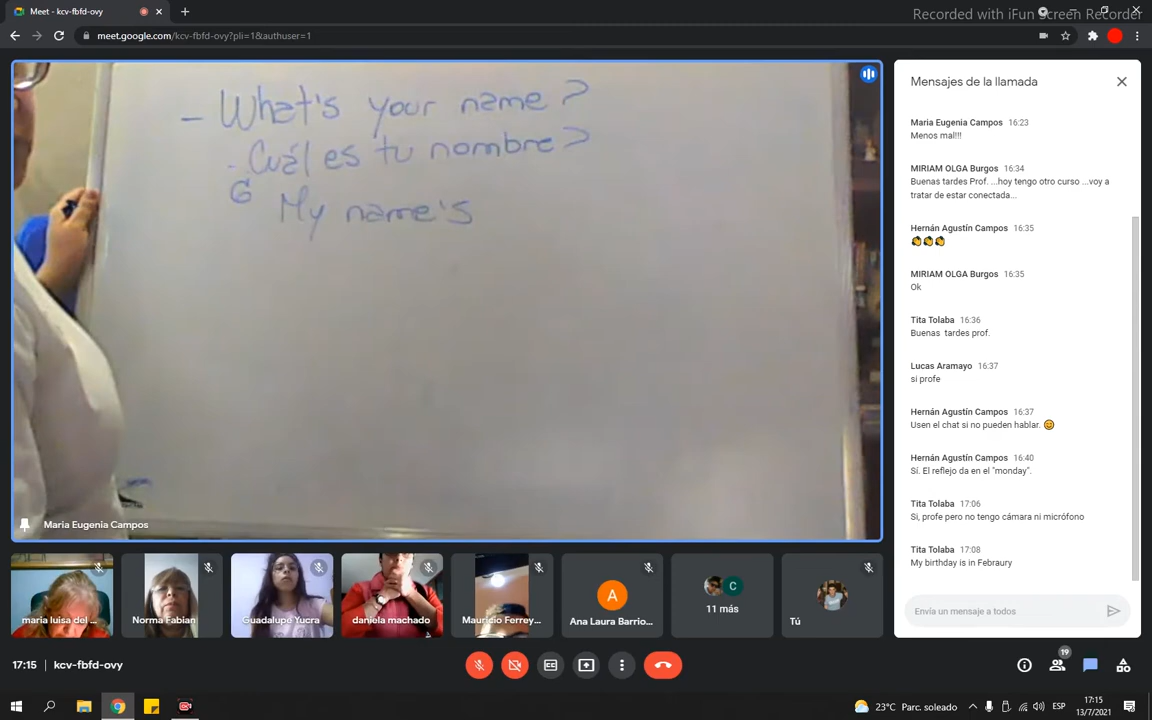 Meet - kcv-fbfd-ovy
Recorded with iFun Screen Recorder
meet.google.com/kcv-fbfd-ovy?pli=1&authuser=1
- What's your name?
- Cuál es tu nombre?
G My name's
Maria Eugenia Campos
Mensajes de la llamada
Maria Eugenia Campos 16:23
Menos mal!!!
MIRIAM OLGA Burgos 16:34
Buenas tardes Prof. ...hoy tengo otro curso ...voy a
tratar de estar conectada...
Hernán Agustín Campos 16:35
MIRIAM OLGA Burgos 16:35
Ok
Tita Tolaba 16:36
Buenas tardes prof.
Lucas Aramayo 16:37
si profe
Hernán Agustín Campos 16:37
Usen el chat si no pueden hablar.
Hernán Agustín Campos 16:40
Sí. El reflejo da en el "monday".
Tita Tolaba 17:06
Si, profe pero no tengo cámara ni micrófono
Tita Tolaba 17:08
My birthday is in Febraury
Envía un mensaje a todos
maria luisa del ...
Norma Fabian
Guadalupe Yucra
daniela machado
Mauricio Ferrey...
A
Ana Laura Barrio...
C
11 más
Tú
17:15 kcv-fbfd-ovy
19
23°C Parc. soleado
ESP
17:15
13/7/2021